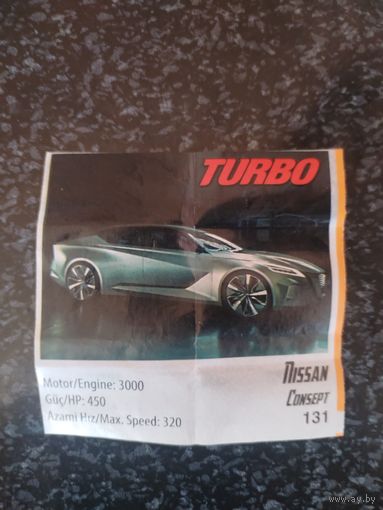 TURBO
Motor/Engine: 3000
Güç/HP: 450
Azami Hız/Max. Speed: 320
NISSAN
CONSEPT
131
www.ay.by